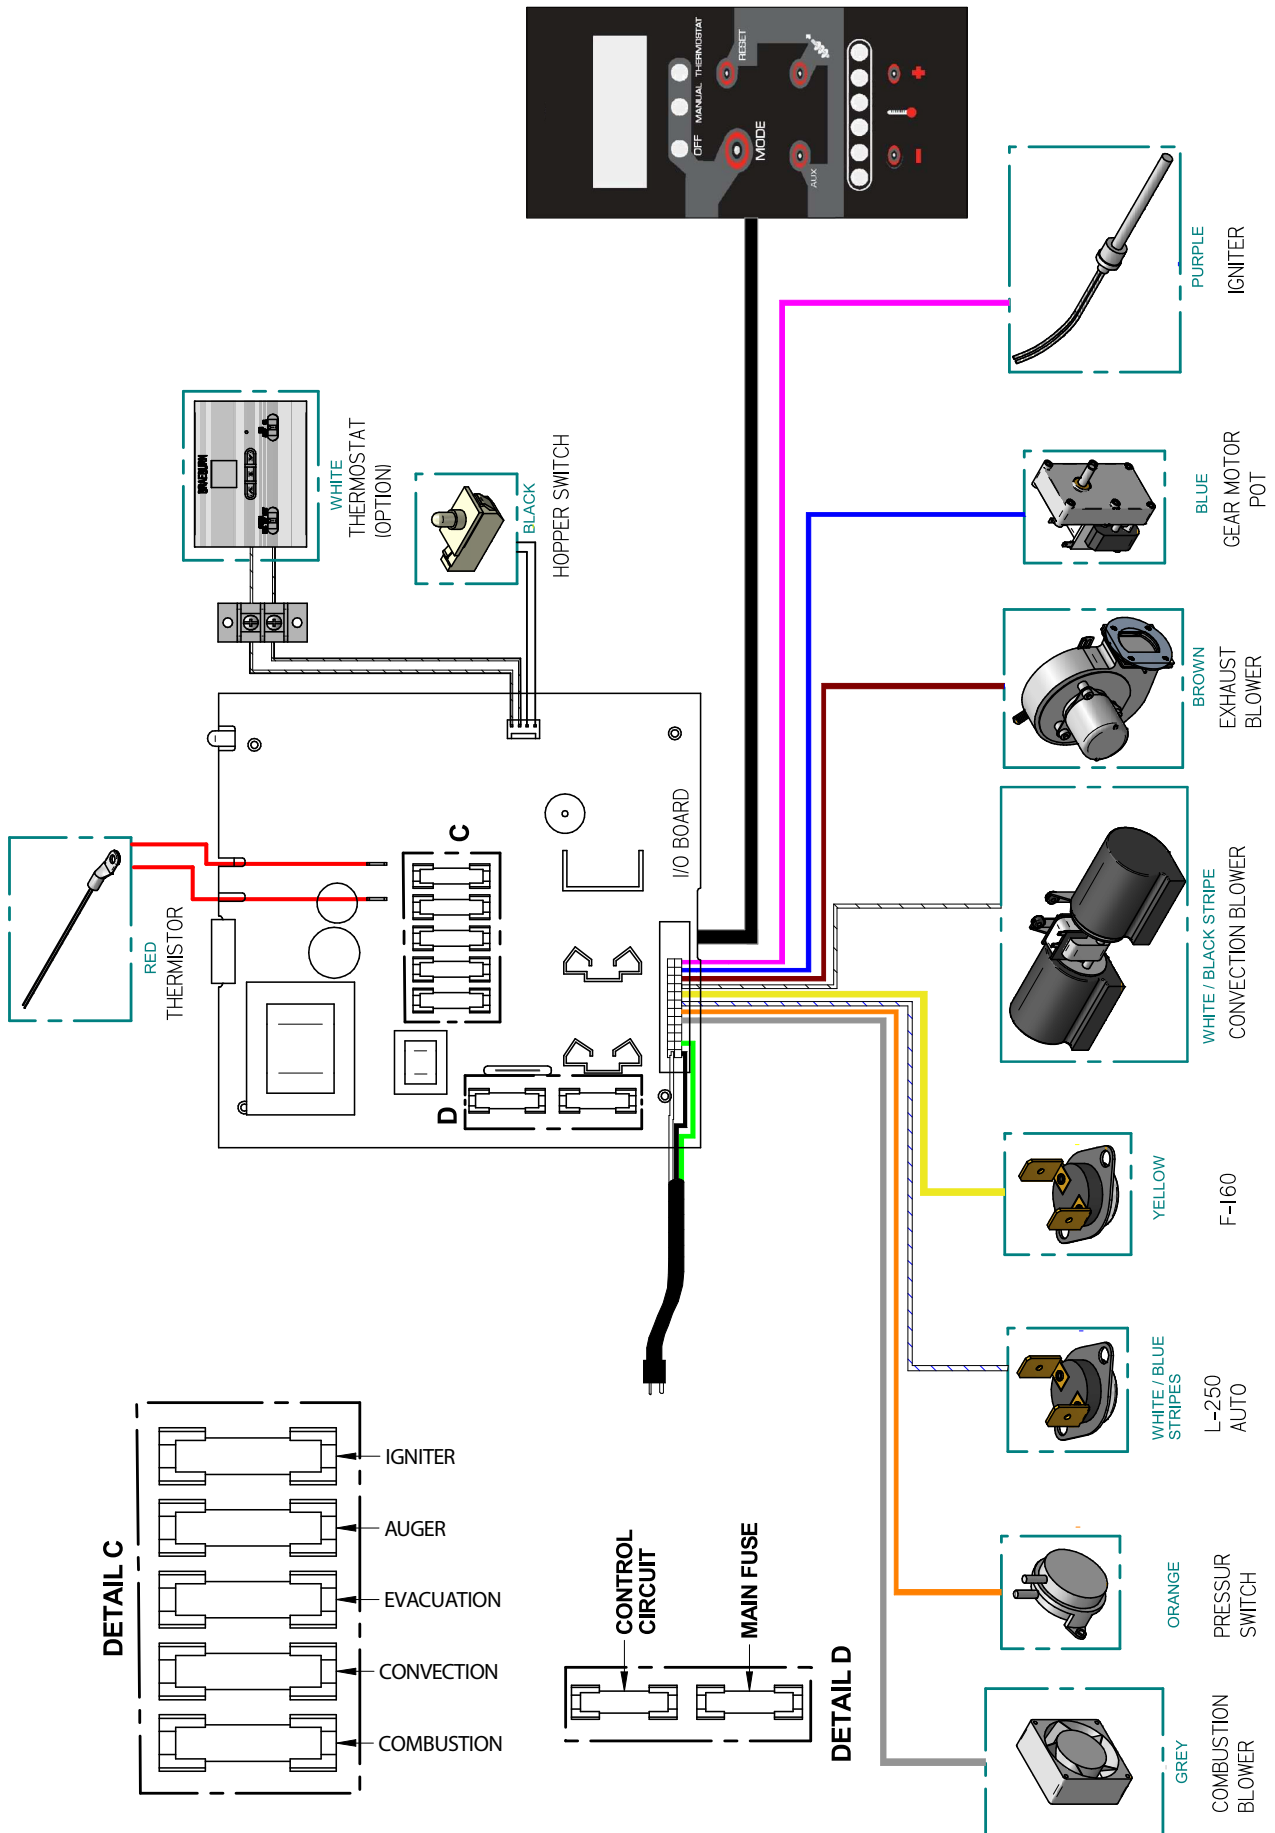 OFF
MANUAL
THERMOSTAT
RESET
MODE
AUX
BRAEBURN
WHITE
THERMOSTAT
(OPTION)
BLACK
HOPPER SWITCH
RED
THERMISTOR
C
D
I/O BOARD
PURPLE
IGNITER
BLUE
GEAR MOTOR
POT
BROWN
EXHAUST
BLOWER
WHITE / BLACK STRIPE
CONVECTION BLOWER
YELLOW
F-160
WHITE / BLUE
STRIPES
L-250
AUTO
ORANGE
PRESSUR
SWITCH
GREY
COMBUSTION
BLOWER
DETAIL C
IGNITER
AUGER
EVACUATION
CONVECTION
COMBUSTION
CONTROL
CIRCUIT
MAIN FUSE
DETAIL D